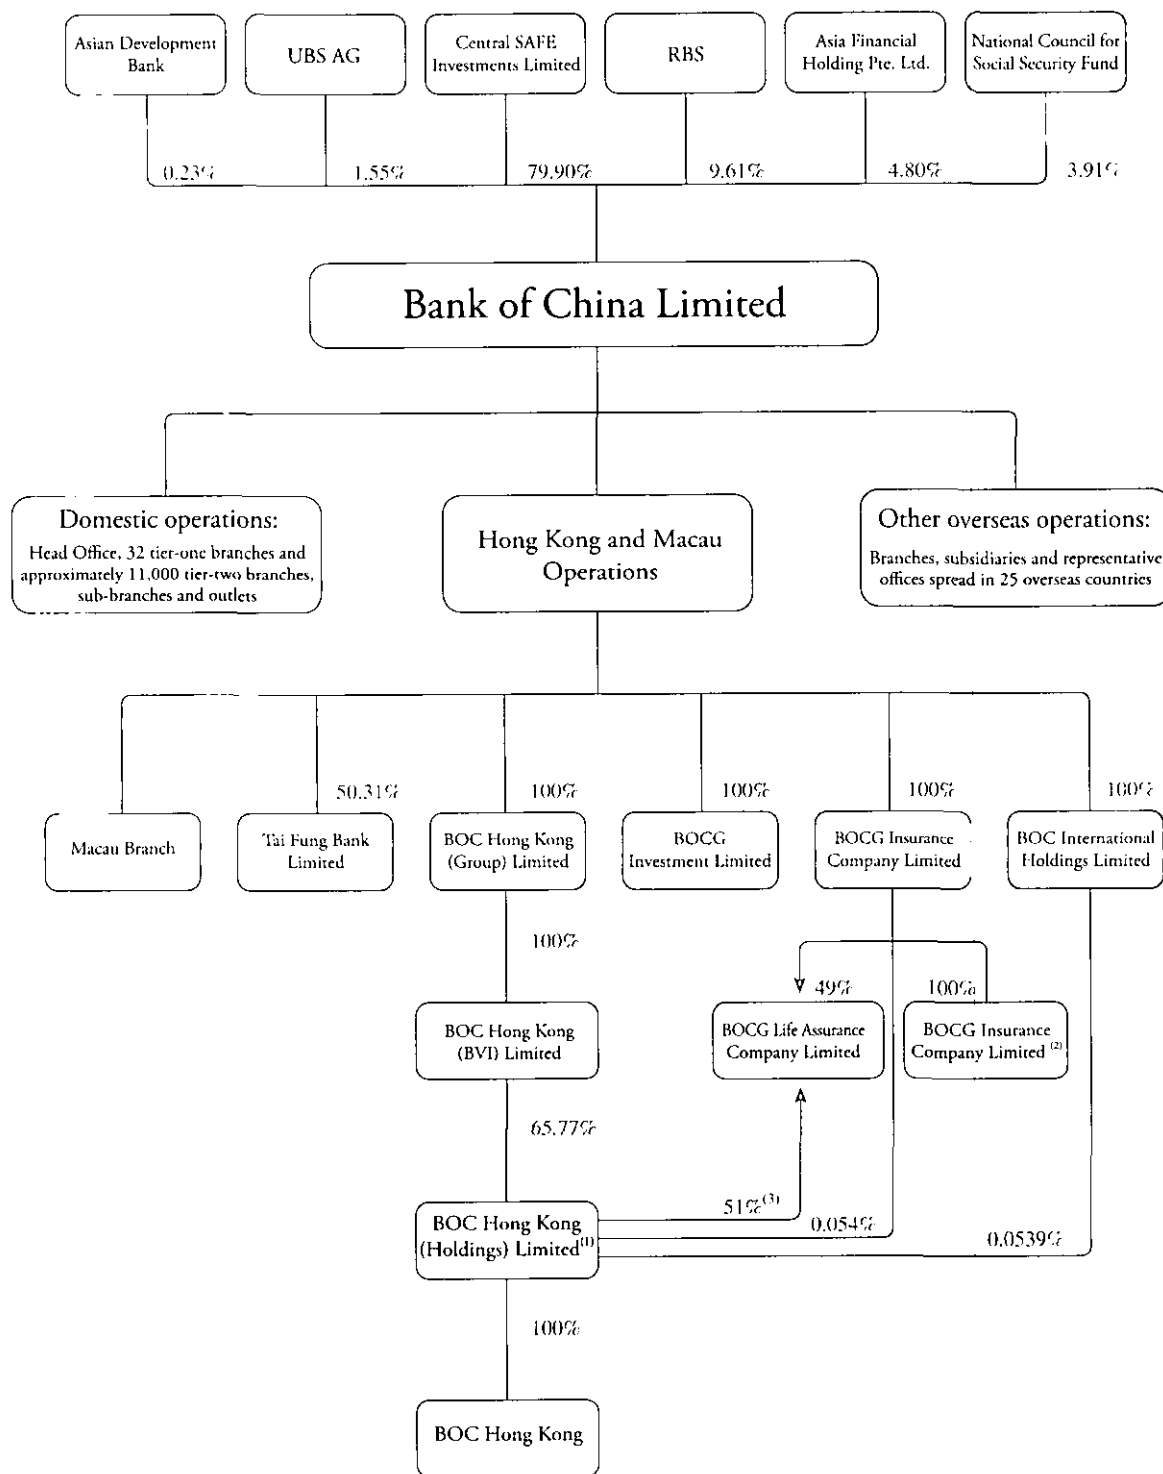 Asian Development
Bank
UBS AG
Central SAFE
Investments Limited
RBS
Asia Financial
Holding Pte. Ltd.
National Council for
Social Security Fund
0.23%
1.55%
79.90%
9.61%
4.80%
3.91%
Bank of China Limited
Domestic operations:
Head Office, 32 tier-one branches and
approximately 11,000 tier-two branches,
sub-branches and outlets
Hong Kong and Macau
Operations
Other overseas operations:
Branches, subsidiaries and representative
offices spread in 25 overseas countries
50.31%
100%
100%
100%
100%
Macau Branch
Tai Fung Bank
Limited
BOC Hong Kong
(Group) Limited
BOCG
Investment Limited
BOCG Insurance
Company Limited
BOC International
Holdings Limited
100%
49%
100%
BOC Hong Kong
(BVI) Limited
BOCG Life Assurance
Company Limited
BOCG Insurance
Company Limited (2)
65.77%
51%(3)
0.054%
0.0539%
BOC Hong Kong
(Holdings) Limited(1)
100%
BOC Hong Kong